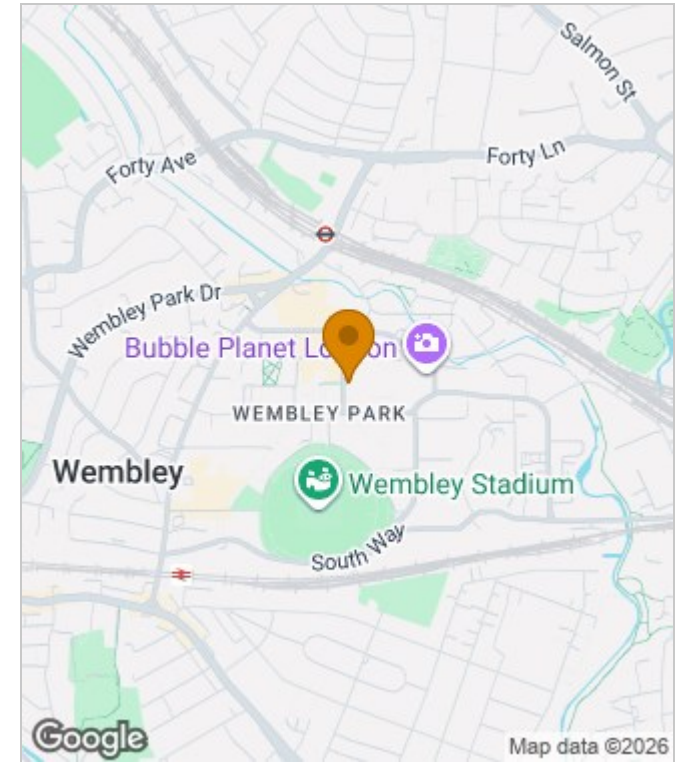 Salmon St
Forty Ave
Forty Ln
Wembley Park Dr
Bubble Planet L on
WEMBLEY PARK
Wembley
Wembley Stadium
South Way
Google
Map data ©2026